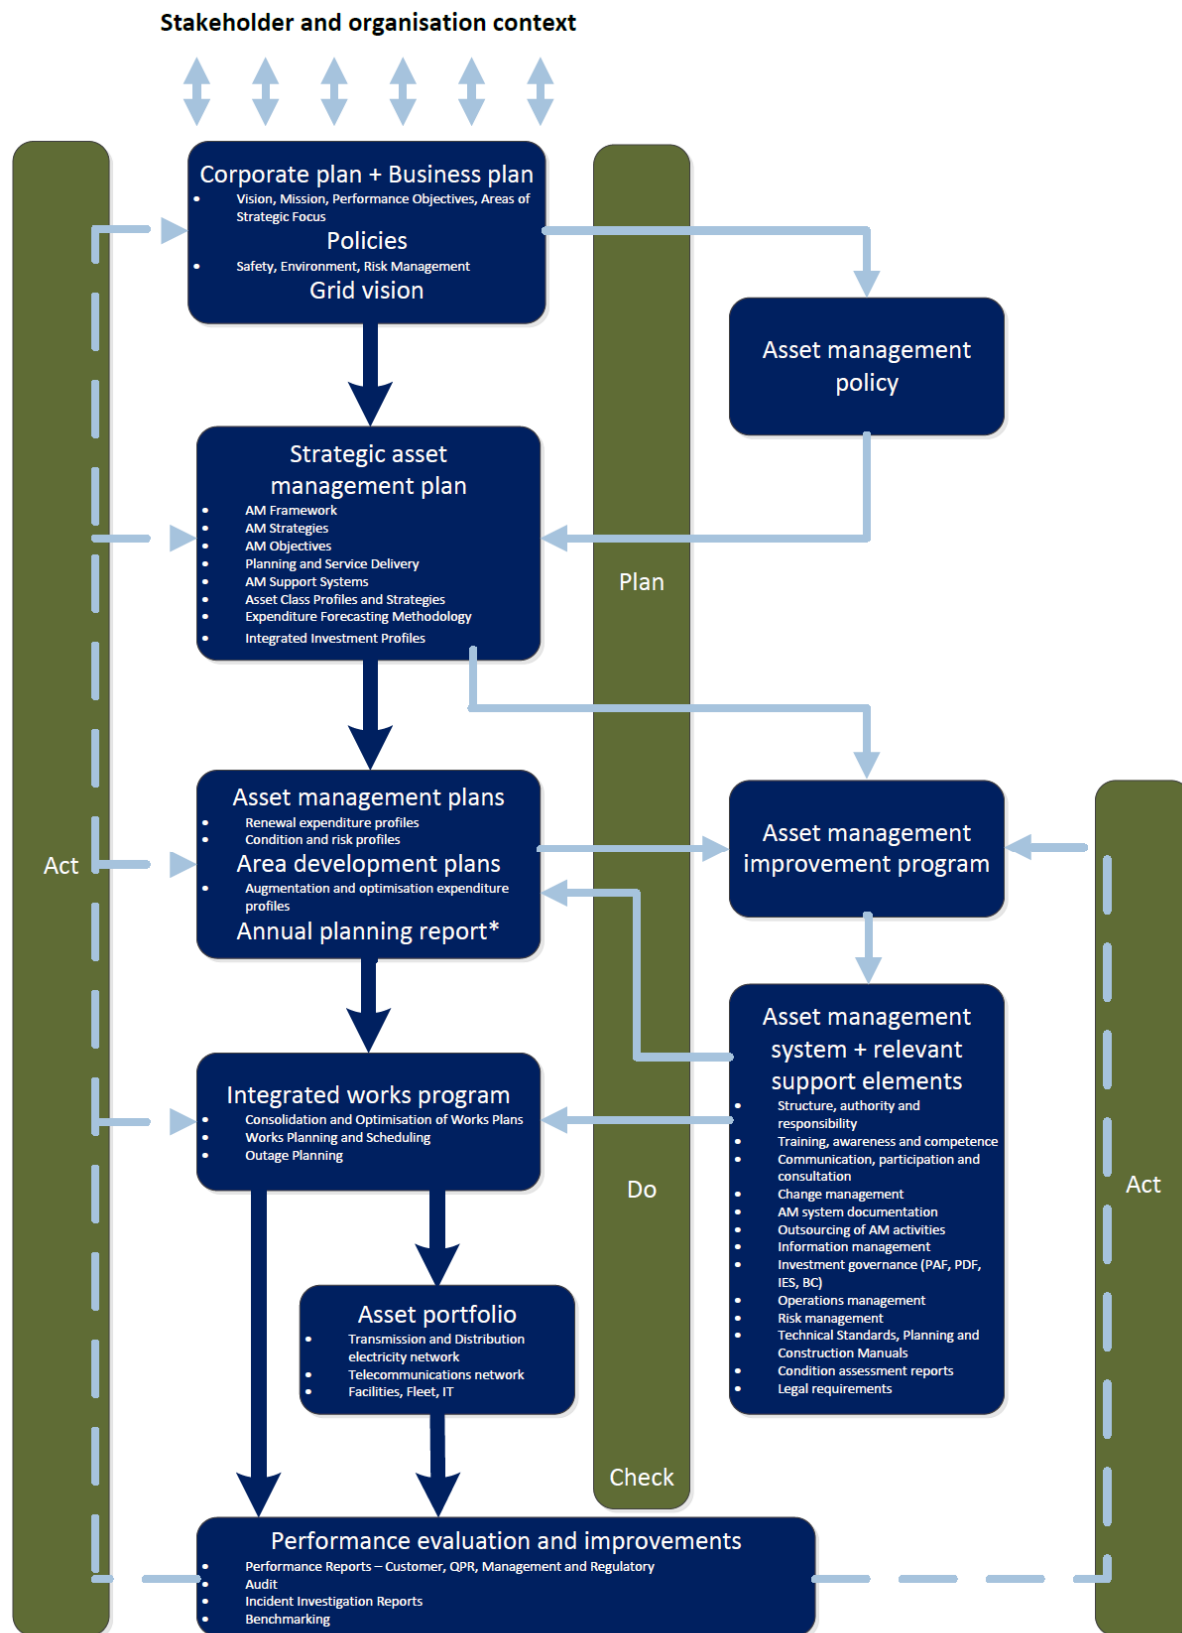 Stakeholder and organisation context
Corporate plan + Business plan
• Vision, Mission, Performance Objectives, Areas of
Strategic Focus
Policies
• Safety, Environment, Risk Management
Grid vision
Asset management
policy
Strategic asset
management plan
• AM Framework
• AM Strategies
• AM Objectives
• Planning and Service Delivery
• AM Support Systems
• Asset Class Profiles and Strategies
• Expenditure Forecasting Methodology
• Integrated Investment Profiles
Plan
Asset management plans
• Renewal expenditure profiles
• Condition and risk profiles
Area development plans
• Augmentation and optimisation expenditure
profiles
Annual planning report*
Asset management
improvement program
Act
Asset management
system + relevant
support elements
• Structure, authority and
responsibility
• Training, awareness and competence
• Communication, participation and
consultation
• Change management
• AM system documentation
• Outsourcing of AM activities
• Information management
• Investment governance (PAF, PDF,
IES, BC)
• Operations management
• Risk management
• Technical Standards, Planning and
Construction Manuals
• Condition assessment reports
• Legal requirements
Integrated works program
• Consolidation and Optimisation of Works Plans
• Works Planning and Scheduling
• Outage Planning
Do
Act
Asset portfolio
• Transmission and Distribution
electricity network
• Telecommunications network
• Facilities, Fleet, IT
Check
Performance evaluation and improvements
• Performance Reports – Customer, QPR, Management and Regulatory
• Audit
• Incident Investigation Reports
• Benchmarking